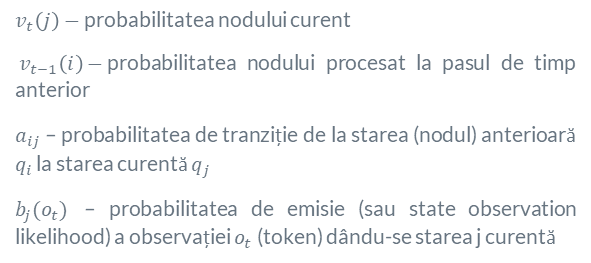 v_t(j) – probabilitatea nodului curent
v_{t−1}(i) – probabilitatea nodului procesat la pasul de timp
anterior
a_{ij} – probabilitatea de tranziție de la starea (nodul) anterioară
q_i la starea curentă q_j
b_j(o_t) – probabilitatea de emisie (sau state observation
likelihood) a observației o_t (token) dându-se starea j curentă